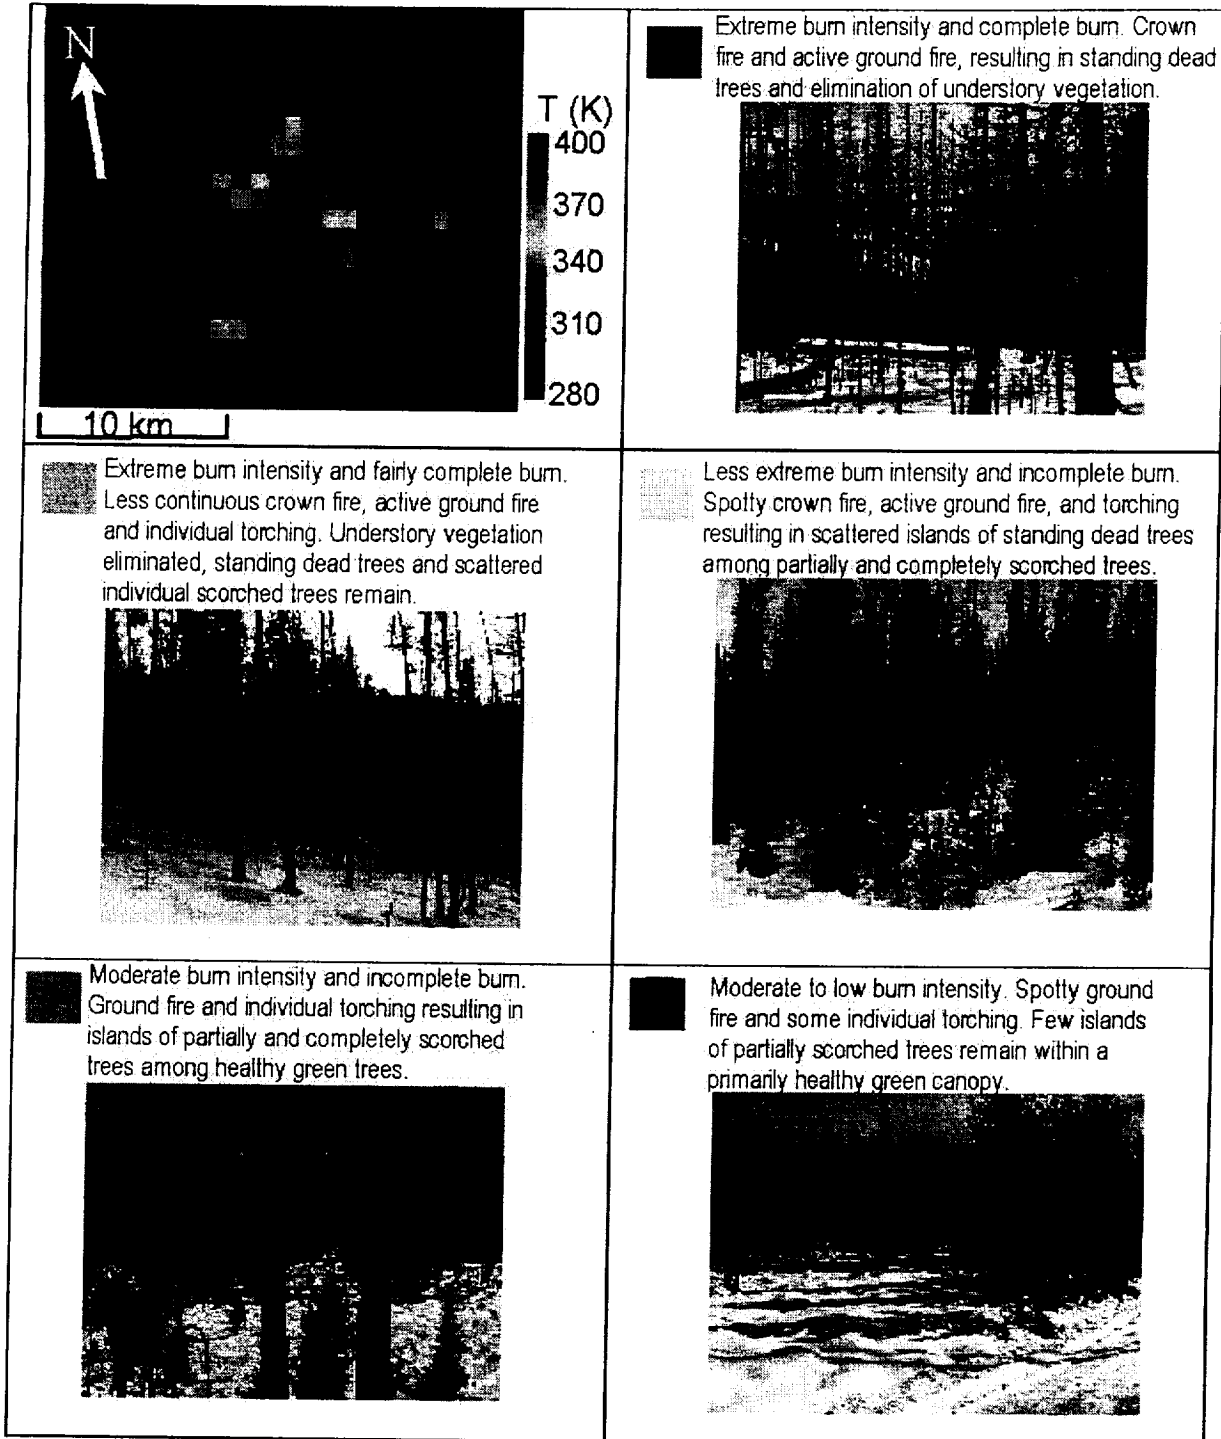 N
T (K)
400
370
340
310
280
10 km
Extreme burn intensity and complete burn. Crown
fire and active ground fire, resulting in standing dead
trees and elimination of understory vegetation.
Extreme burn intensity and fairly complete burn.
Less continuous crown fire, active ground fire
and individual torching. Understory vegetation
eliminated, standing dead trees and scattered
individual scorched trees remain.
Less extreme burn intensity and incomplete burn.
Spotty crown fire, active ground fire, and torching
resulting in scattered islands of standing dead trees
among partially and completely scorched trees.
Moderate burn intensity and incomplete burn.
Ground fire and individual torching resulting in
islands of partially and completely scorched
trees among healthy green trees.
Moderate to low burn intensity. Spotty ground
fire and some individual torching. Few islands
of partially scorched trees remain within a
primarily healthy green canopy.